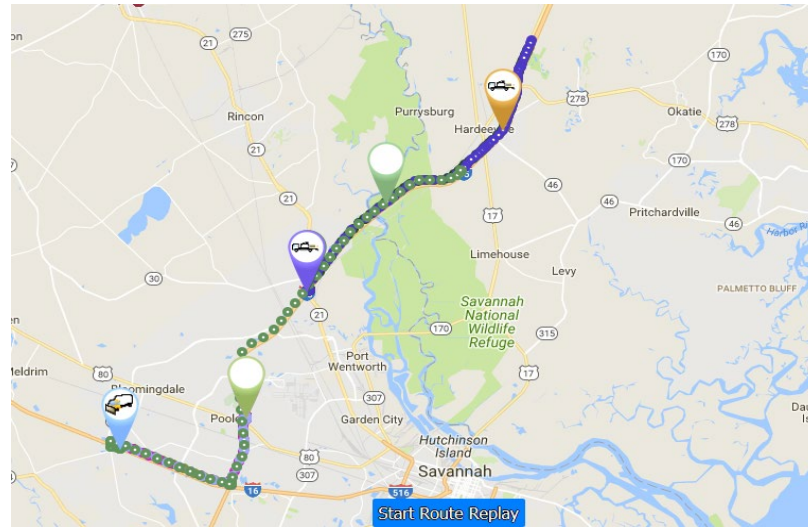 21
275
Rincon
21
21
Purrysburg
Hardeeville
278
278
Okatie
278
170
170
46
46
Pritchardville
17
Limehouse
Levy
PALMETTO BLUFF
30
21
Savannah
National
Wildlife
Refuge
170
315
17
Port
Wentworth
Meldrim
80
Bloomingdale
307
Garden City
80
307
Hutchinson
Island
Savannah
16
516
Start Route Replay